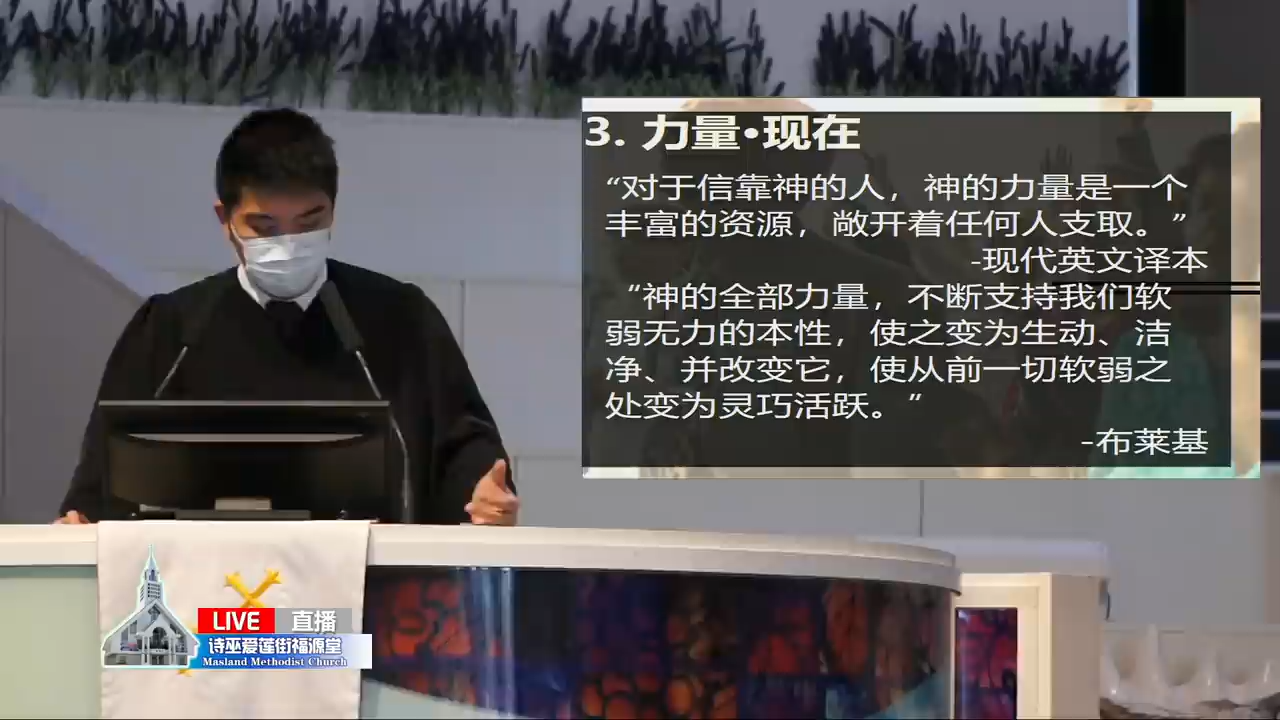 3. 力量•现在
“对于信靠神的人，神的力量是一个
丰富的资源，敞开着任何人支取。”
-现代英文译本
“神的全部力量，不断支持我们软
弱无力的本性，使之变为生动、洁
净、并改变它，使从前一切软弱之
处变为灵巧活跃。”
-布莱基
LIVE 直播
诗巫爱莲街福源堂
Masland Methodist Church